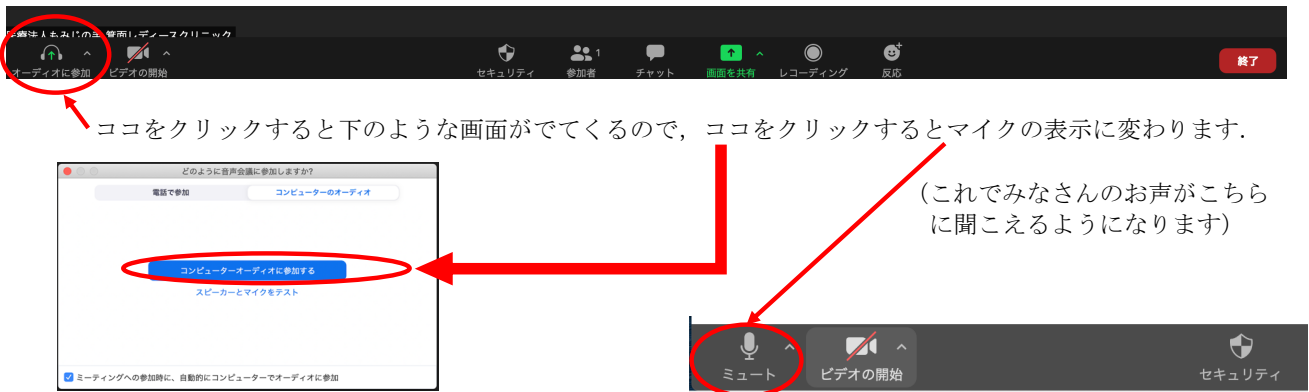 医療法人もみじの手 箕面レディースクリニック
オーディオに参加 ビデオの開始 セキュリティ 参加者 1 チャット 画面を共有 レコーディング 反応 終了
ココをクリックすると下のような画面がでてくるので，ココをクリックするとマイクの表示に変わります．
どのように音声会議に参加しますか?
電話で参加 コンピューターのオーディオ
（これでみなさんのお声がこちら
に聞こえるようになります）
コンピューターオーディオに参加する
スピーカーとマイクをテスト
ミーティングへの参加時に、自動的にコンピューターでオーディオに参加
ミュート ビデオの開始 セキュリティ